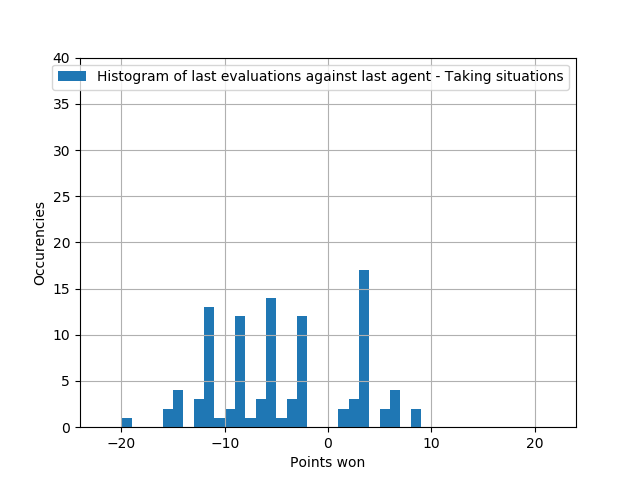 Histogram of last evaluations against last agent - Taking situations
40
35
30
25
20
15
10
5
0
Occurencies
−20 −10 0 10 20
Points won